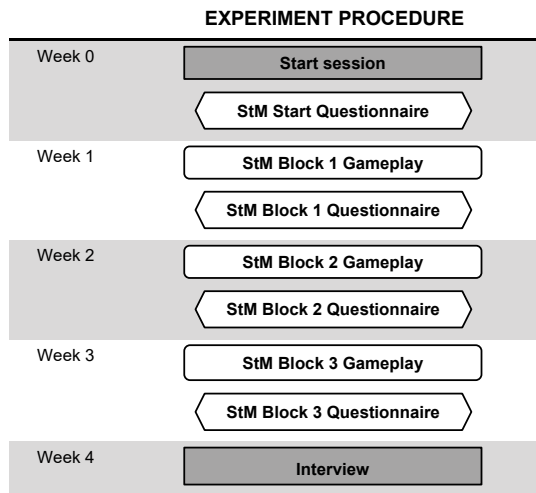 EXPERIMENT PROCEDURE
Week 0
Start session
StM Start Questionnaire
Week 1
StM Block 1 Gameplay
StM Block 1 Questionnaire
Week 2
StM Block 2 Gameplay
StM Block 2 Questionnaire
Week 3
StM Block 3 Gameplay
StM Block 3 Questionnaire
Week 4
Interview